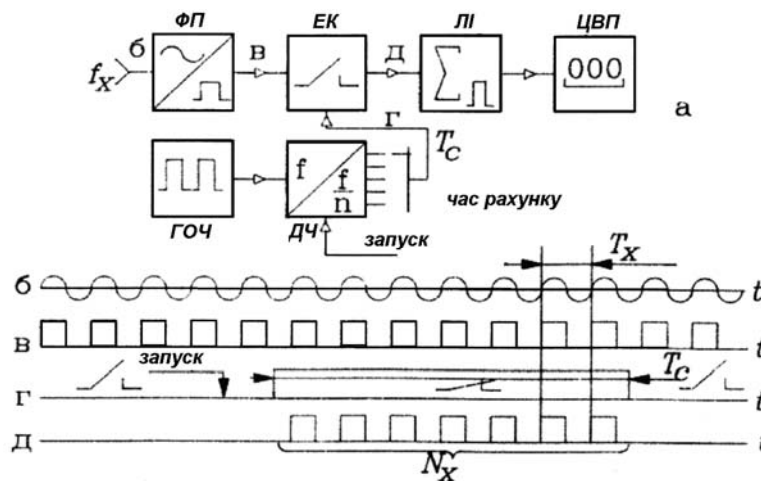 ФП ЕК ЛІ ЦВП
б в д
f_X 000
г а
T_C
f f/n
час рахунку
ГОЧ ДЧ
запуск
T_X
б t
в t
запуск T_C
г t
д t
N_X